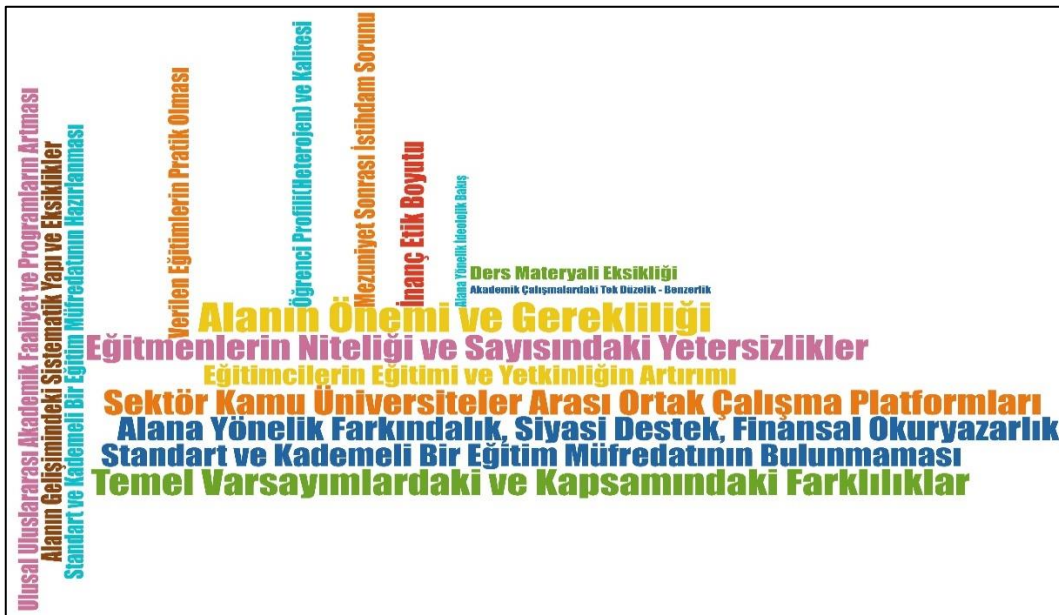 Ulusal Uluslararası Akademik Faaliyet ve Programların Artması
Alanın Gelişimindeki Sistematik Yapı ve Eksiklikler
Standart ve Kademeli Bir Eğitim Müfredatının Hazırlanması
Verilen Eğitimlerin Pratik Olması
Öğrenci Profili(Heterojen) ve Kalitesi
Mezuniyet Sonrası İstihdam Sorunu
İnanç Etik Boyutu
Alana Yönelik İdeolojik Bakış
Ders Materyali Eksikliği
Akademik Çalışmalardaki Tek Düzelik - Benzerlik
Alanın Önemi ve Gerekliliği
Eğitmenlerin Niteliği ve Sayısındaki Yetersizlikler
Eğitimcilerin Eğitimi ve Yetkinliğin Artırımı
Sektör Kamu Üniversiteler Arası Ortak Çalışma Platformları
Alana Yönelik Farkındalık, Siyasi Destek, Finansal Okuryazarlık
Standart ve Kademeli Bir Eğitim Müfredatının Bulunmaması
Temel Varsayımlardaki ve Kapsamındaki Farklılıklar